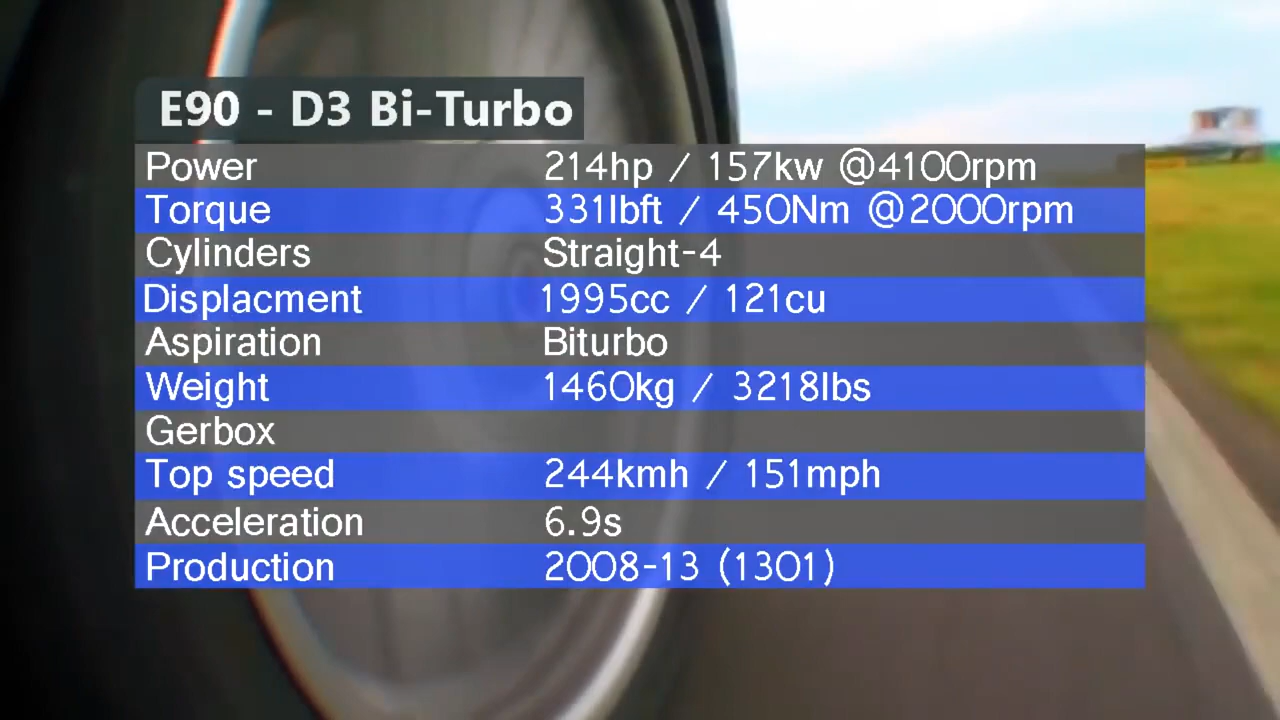 E90 - D3 Bi-Turbo
Power 214hp / 157kw @4100rpm
Torque 331lbft / 450Nm @2000rpm
Cylinders Straight-4
Displacment 1995cc / 121cu
Aspiration Biturbo
Weight 1460kg / 3218lbs
Gerbox
Top speed 244kmh / 151mph
Acceleration 6.9s
Production 2008-13 (1301)